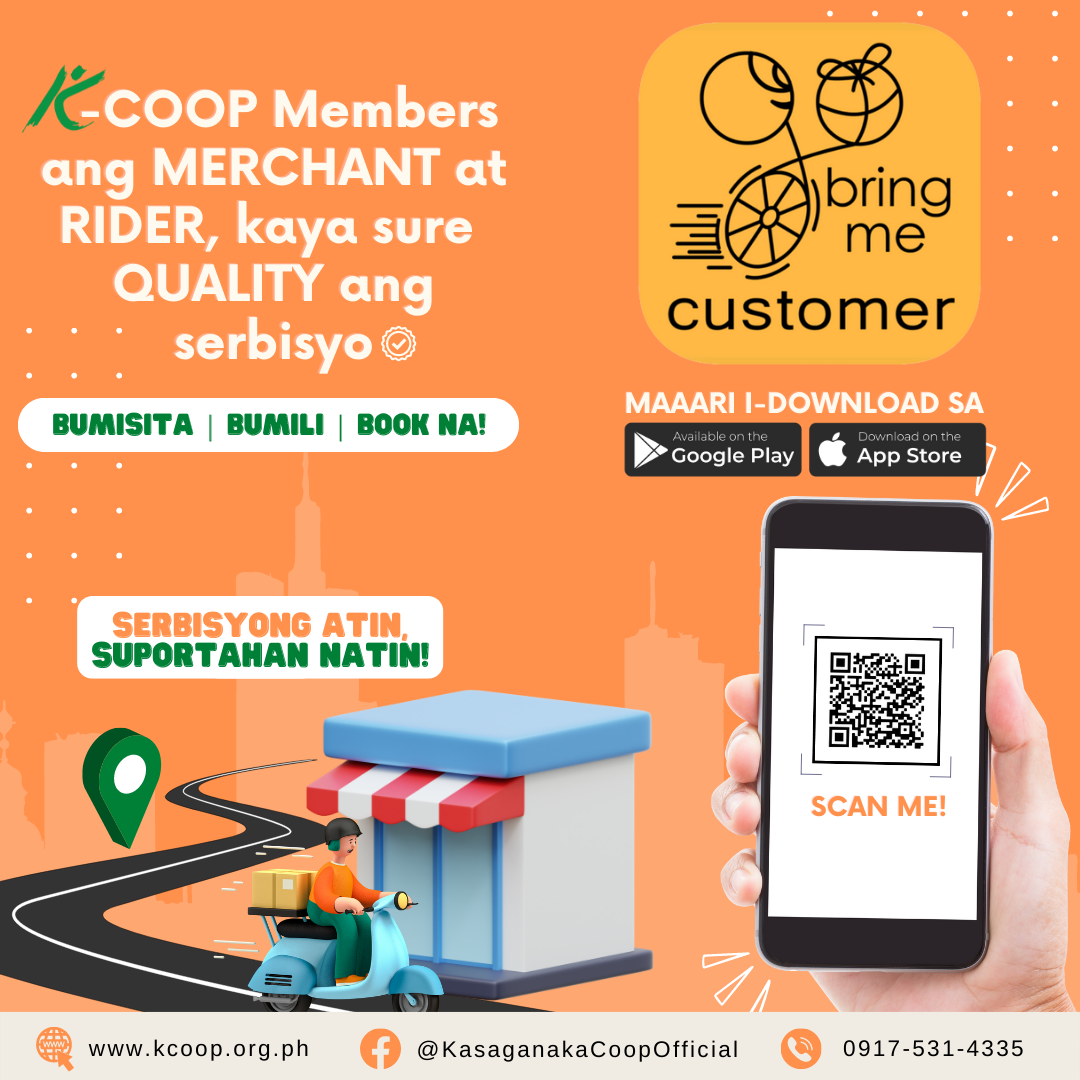 K-COOP Members
ang MERCHANT at
RIDER, kaya sure
QUALITY ang
serbisyo
BUMISITA | BUMILI | BOOK NA!
SERBISYONG ATIN,
SUPORTAHAN NATIN!
bring
me
customer
MAAARI I-DOWNLOAD SA
Available on the
Google Play
Download on the
App Store
SCAN ME!
www
www.kcoop.org.ph
@KasaganakaCoopOfficial
0917-531-4335